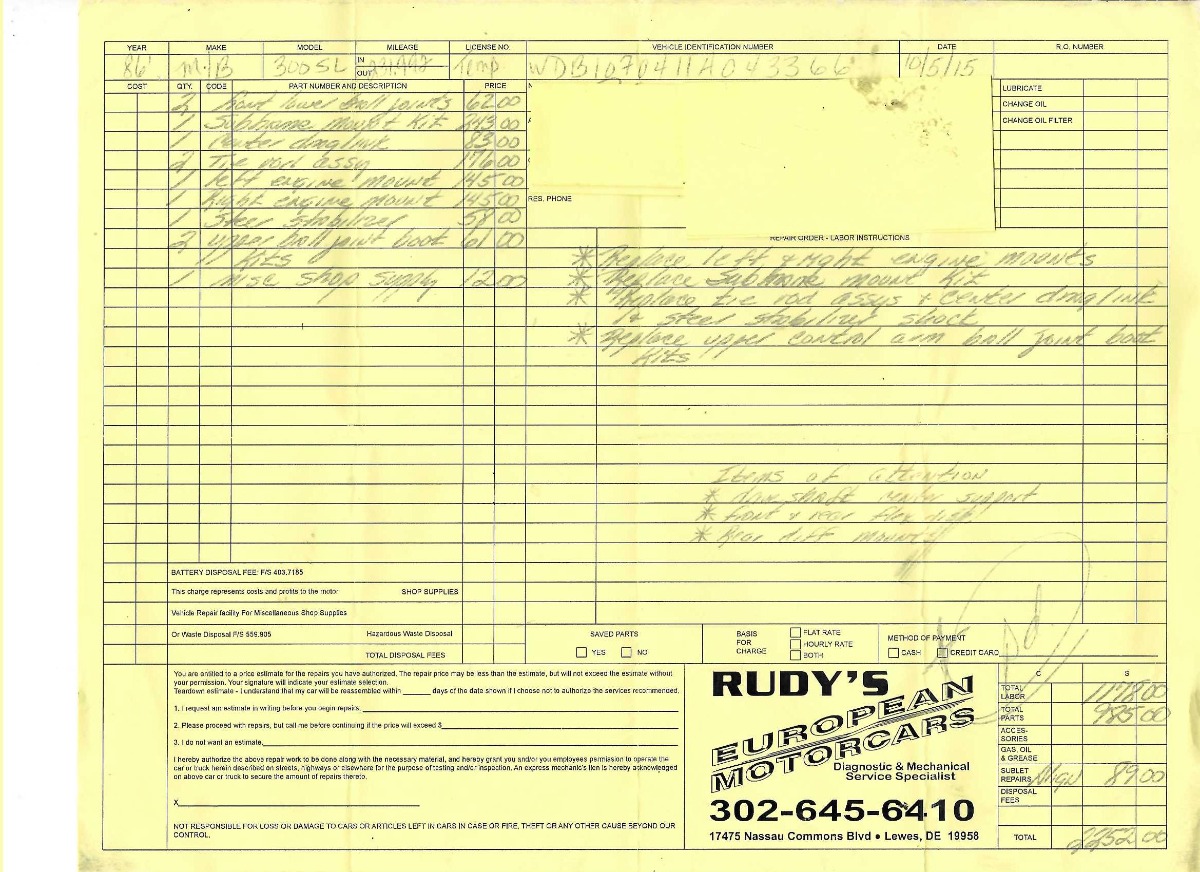 YEAR MAKE MODEL MILEAGE LICENSE NO. VEHICLE IDENTIFICATION NUMBER DATE R.O. NUMBER
86' M/B 300SL IN OUT Temp WDB1070411A043366 10/5/15
COST QTY. CODE PART NUMBER AND DESCRIPTION PRICE
2 front lower ball joints 62.00
1 Subframe mount Kit 243.00
1 Center draglink 83.00
2 Tie rod assy 176.00
1 left engine mount 145.00
1 Right engine mount 145.00
1 Steer stabilizer 58.00
2 upper ball joint boot 61.00
Kits
1 misc shop supply 12.00
RES. PHONE
LUBRICATE
CHANGE OIL
CHANGE OIL FILTER
REPAIR ORDER - LABOR INSTRUCTIONS
* Replace left & right engine mounts
* Replace Subframe mount Kit
* Replace tie rod assys & center draglink
& steer stabilizer shock
* Replace upper control arm ball joint boot
Kits
Items of attention
* drive shaft center support
* front & rear flex disk
* Rear diff mount
BATTERY DISPOSAL FEE: F/S 403.7185
This charge represents costs and profits to the motor SHOP SUPPLIES
Vehicle Repair facility For Miscellaneous Shop Supplies
Or Waste Disposal F/S 559.905 Hazardous Waste Disposal
TOTAL DISPOSAL FEES
SAVED PARTS
YES NO
BASIS FOR CHARGE
FLAT RATE
HOURLY RATE
BOTH
METHOD OF PAYMENT
CASH CREDIT CARD
pd.
You are entitled to a price estimate for the repairs you have authorized. The repair price may be less than the estimate, but will not exceed the estimate without
your permission. Your signature will indicate your estimate selection.
Teardown estimate - I understand that my car will be reassembled within ______ days of the date shown if I choose not to authorize the services recommended.
1. I request an estimate in writing before you begin repairs.
2. Please proceed with repairs, but call me before continuing if the price will exceed $
3. I do not want an estimate.
I hereby authorize the above repair work to be done along with the necessary material, and hereby grant you and/or you employees permission to operate the
car or truck herein described on streets, highways or elsewhere for the purpose of testing and/or inspection. An express mechanic's lien is hereby acknowledged
on above car or truck to secure the amount of repairs thereto.
X
NOT RESPONSIBLE FOR LOSS OR DAMAGE TO CARS OR ARTICLES LEFT IN CARS IN CASE OR FIRE, THEFT OR ANY OTHER CAUSE BEYOND OUR
CONTROL.
RUDY'S
EUROPEAN
MOTORCARS
Diagnostic & Mechanical
Service Specialist
302-645-6410
17475 Nassau Commons Blvd • Lewes, DE 19958
C S
TOTAL LABOR 1178 00
TOTAL PARTS 985 00
ACCESSORIES
GAS, OIL & GREASE
SUBLET REPAIRS Align 89 00
DISPOSAL FEES
TOTAL 2252 00